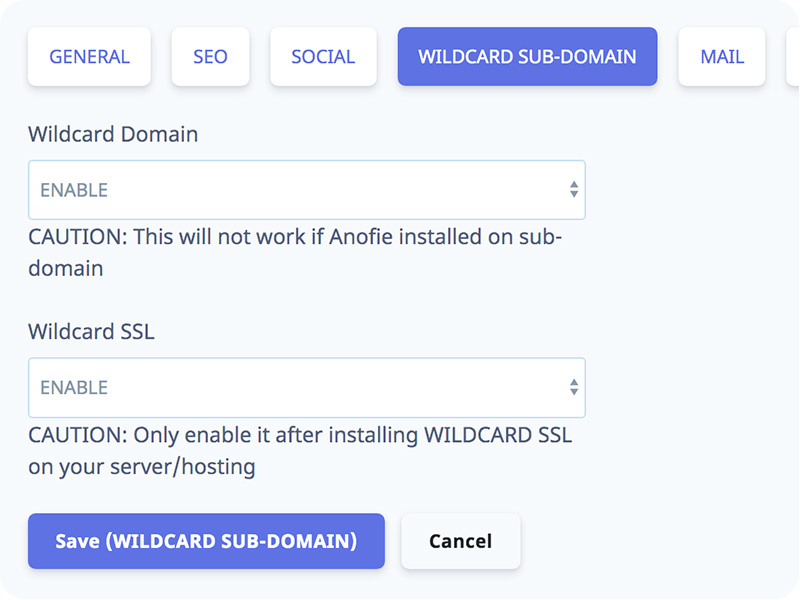 GENERAL SEO SOCIAL WILDCARD SUB-DOMAIN MAIL
Wildcard Domain
ENABLE
CAUTION: This will not work if Anofie installed on sub-
domain
Wildcard SSL
ENABLE
CAUTION: Only enable it after installing WILDCARD SSL
on your server/hosting
Save (WILDCARD SUB-DOMAIN) Cancel